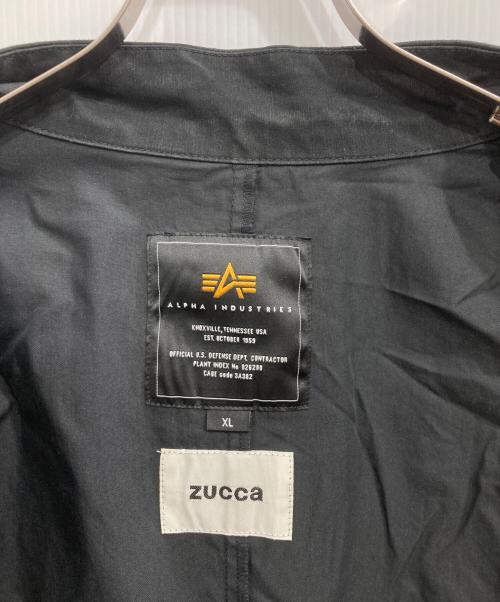 ALPHA INDUSTRIES
KNOXVILLE, TENNESSEE USA
EST. OCTOBER 1959
OFFICIAL U.S. DEFENSE DEPT. CONTRACTOR
PLANT INDEX No 026200
CAGE code 3A362
XL
zucca